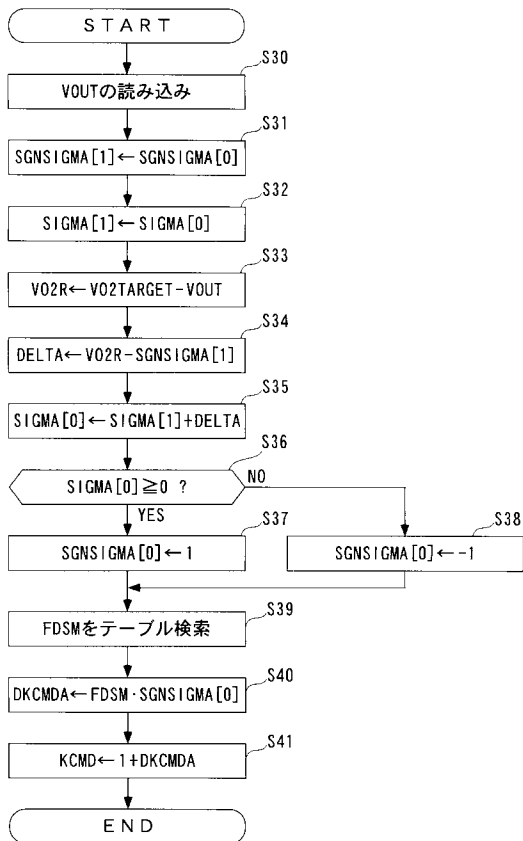 START
S30
VOUTの読み込み
S31
SGNSIGMA[1]←SGNSIGMA[0]
S32
SIGMA[1]←SIGMA[0]
S33
VO2R←VO2TARGET-VOUT
S34
DELTA←VO2R-SGNSIGMA[1]
S35
SIGMA[0]←SIGMA[1]+DELTA
S36
SIGMA[0]≧0 ?
NO
YES
S37
SGNSIGMA[0]←1
S38
SGNSIGMA[0]←-1
S39
FDSMをテーブル検索
S40
DKCMDA←FDSM·SGNSIGMA[0]
S41
KCMD←1+DKCMDA
END